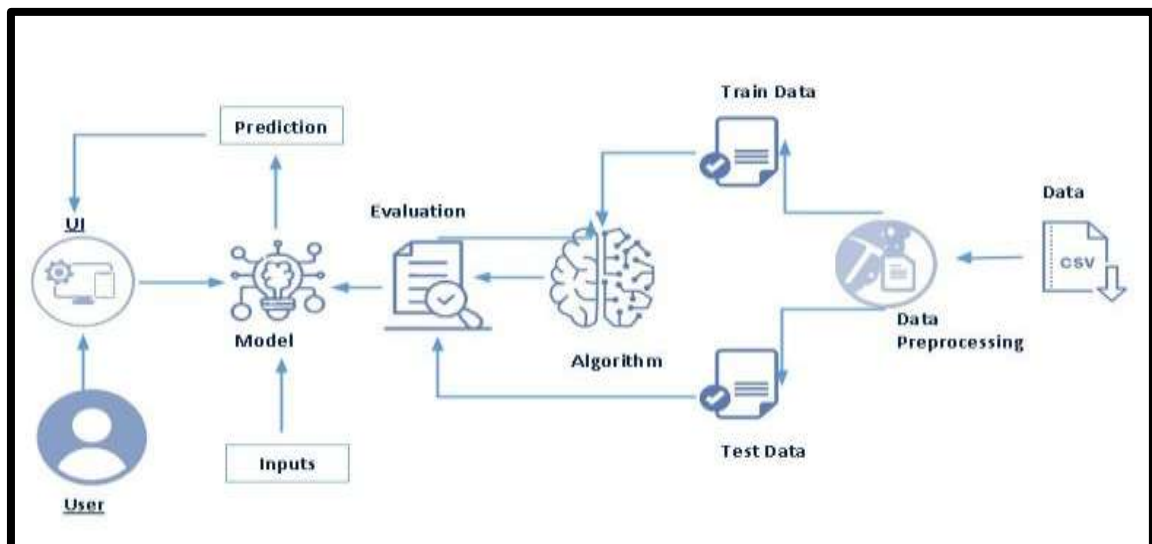 Train Data
Prediction
Data
Evaluation
UI
CSV
Model
Data
Preprocessing
Algorithm
Test Data
Inputs
User